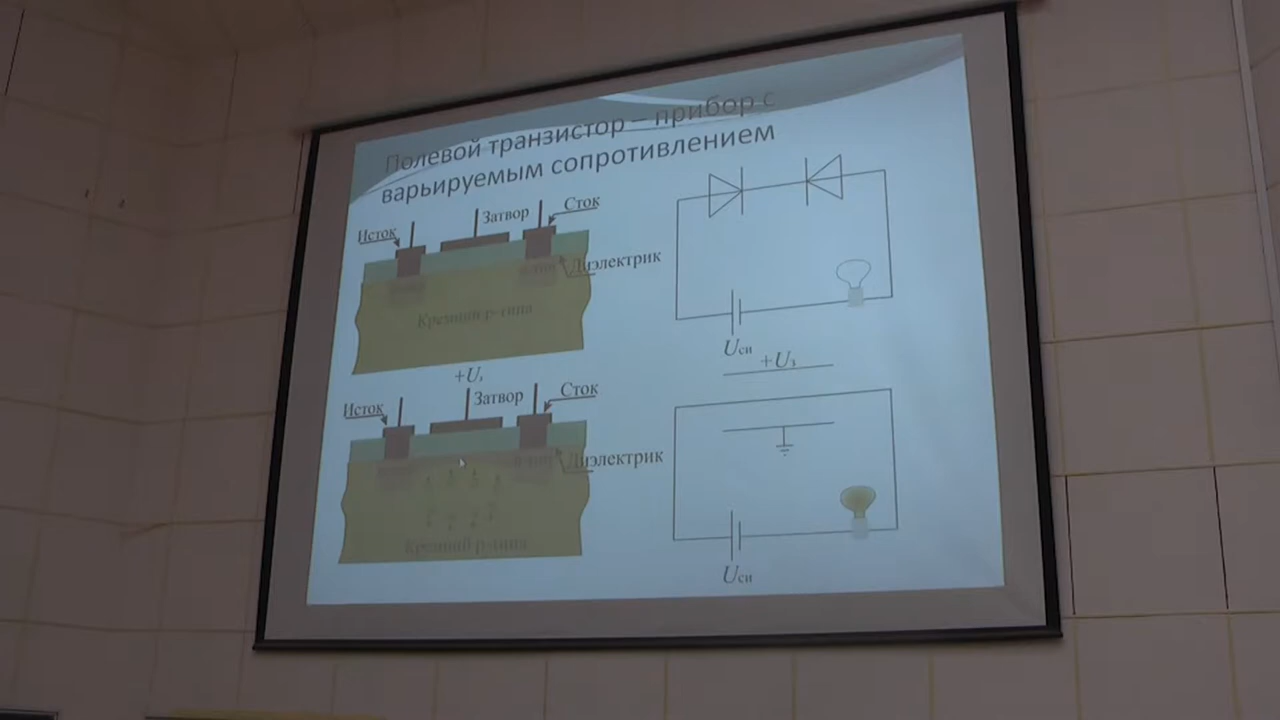 Полевой транзистор – прибор с
варьируемым сопротивлением
Исток
Затвор
Сток
Диэлектрик
Кремний р-типа
Uси
+Uз
+Uз
Исток
Затвор
Сток
Диэлектрик
Кремний р-типа
Uси